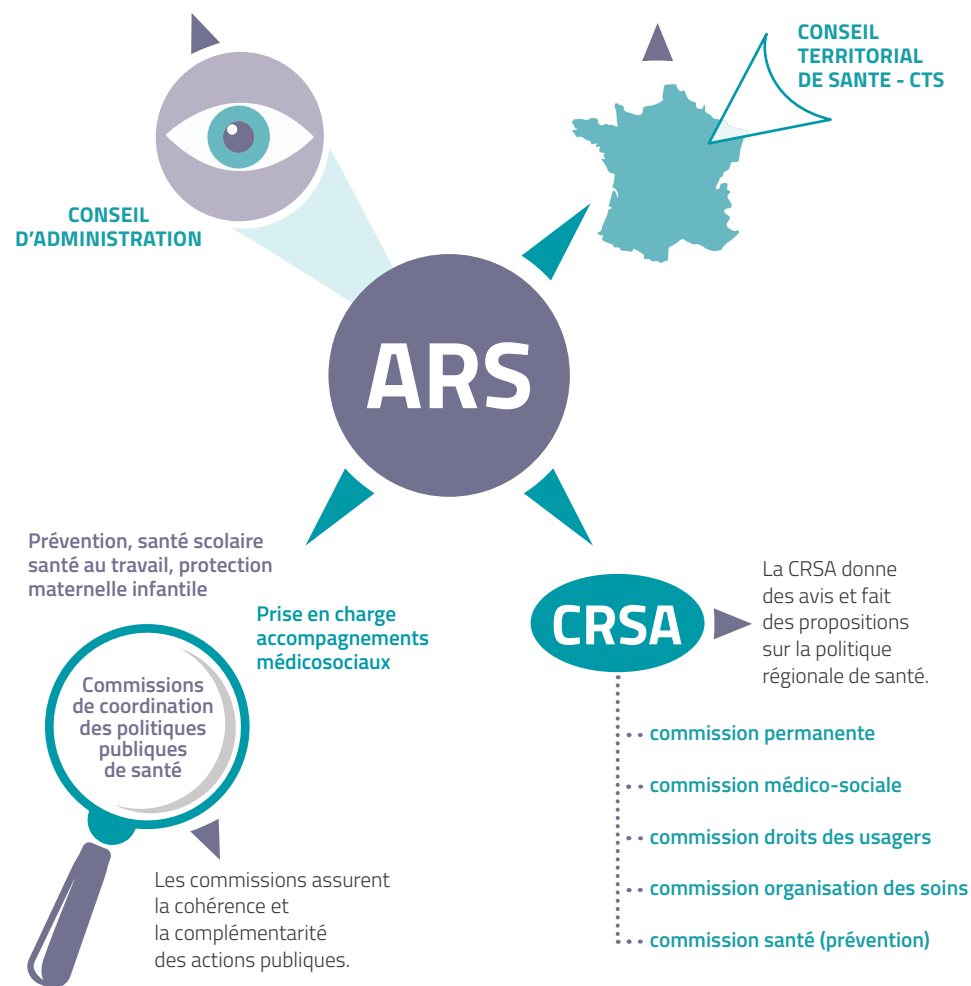 CONSEIL
TERRITORIAL
DE SANTE - CTS
CONSEIL
D'ADMINISTRATION
ARS
Prévention, santé scolaire
santé au travail, protection
maternelle infantile
Prise en charge
accompagnements
médicosociaux
Commissions
de coordination
des politiques
publiques
de santé
Les commissions assurent
la cohérence et
la complémentarité
des actions publiques.
CRSA
La CRSA donne
des avis et fait
des propositions
sur la politique
régionale de santé.
commission permanente
commission médico-sociale
commission droits des usagers
commission organisation des soins
commission santé (prévention)